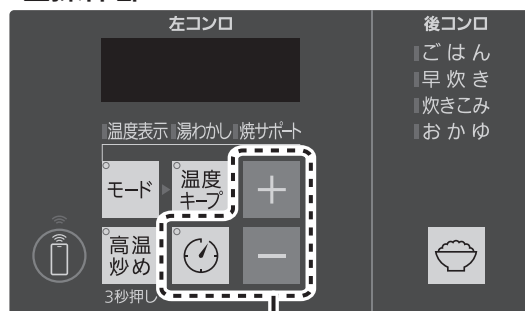 左コンロ
後コンロ
ごはん
早炊き
炊きこみ
おかゆ
温度表示 湯わかし 焼サポート
モード
温度
キープ
+
高温
炒め
−
3秒押し